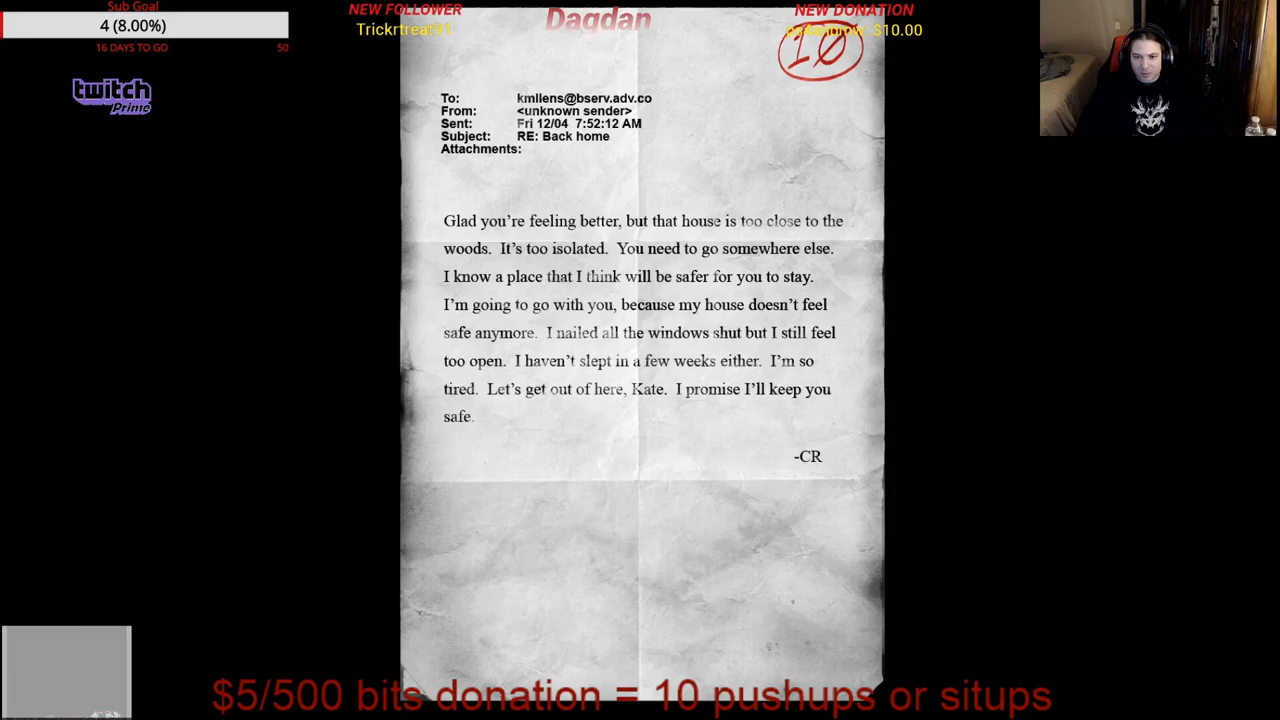 Sub Goal
4 (8.00%)
16 DAYS TO GO
50
twitch
Prime
NEW FOLLOWER
Trickrtreat91
Dagdan
NEW DONATION
$10.00
10
To: kmllens@bserv.adv.co
From: <unknown sender>
Sent: Fri 12/04 7:52:12 AM
Subject: RE: Back home
Attachments:
Glad you’re feeling better, but that house is too close to the
woods. It’s too isolated. You need to go somewhere else.
I know a place that I think will be safer for you to stay.
I’m going to go with you, because my house doesn’t feel
safe anymore. I nailed all the windows shut but I still feel
too open. I haven’t slept in a few weeks either. I’m so
tired. Let’s get out of here, Kate. I promise I’ll keep you
safe.
-CR
$5/500 bits donation = 10 pushups or situps